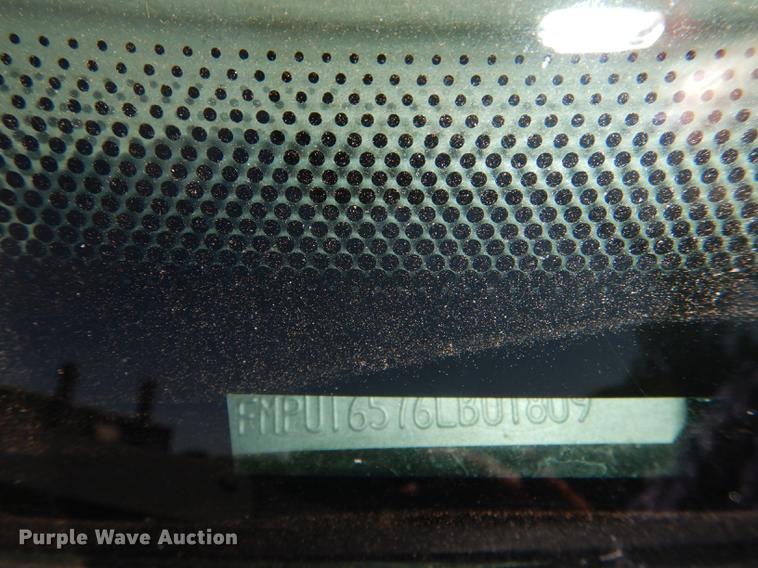 FMPU16576LB01809
Purple Wave Auction